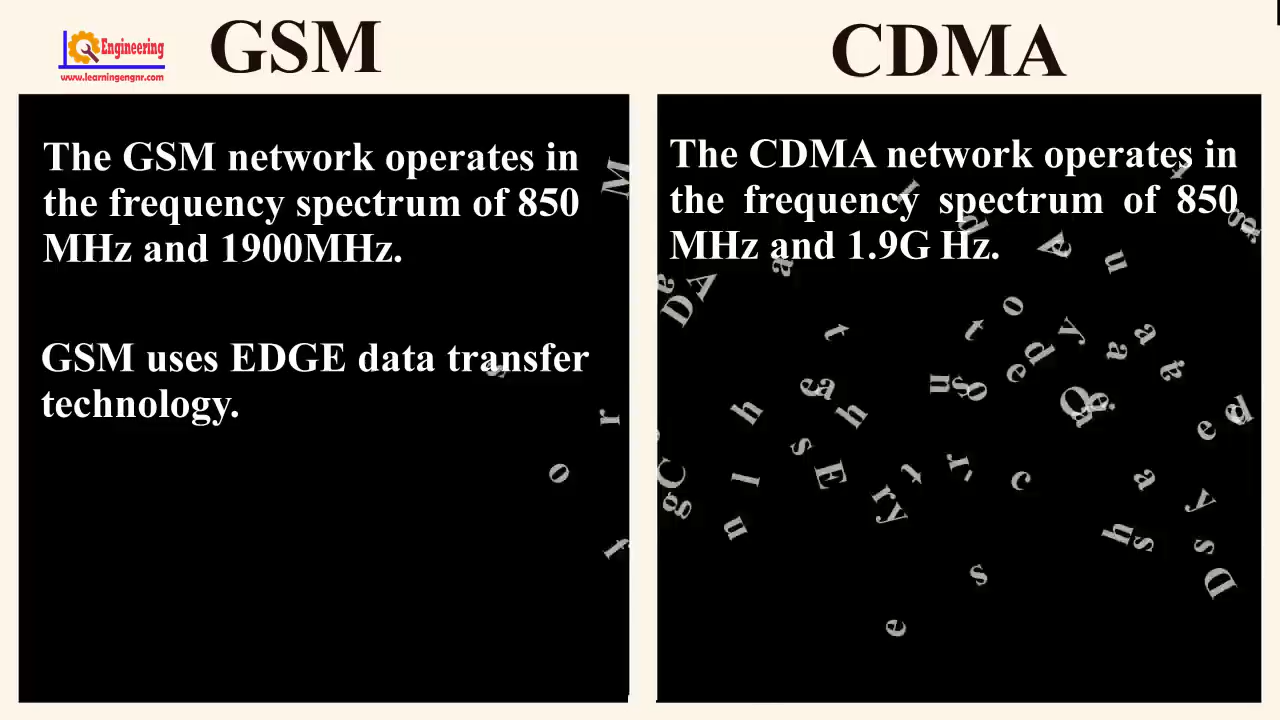 Engineering
www.learningengnr.com
GSM
The GSM network operates in
the frequency spectrum of 850
MHz and 1900MHz.
GSM uses EDGE data transfer
technology.
CDMA
The CDMA network operates in
the frequency spectrum of 850
MHz and 1.9G Hz.